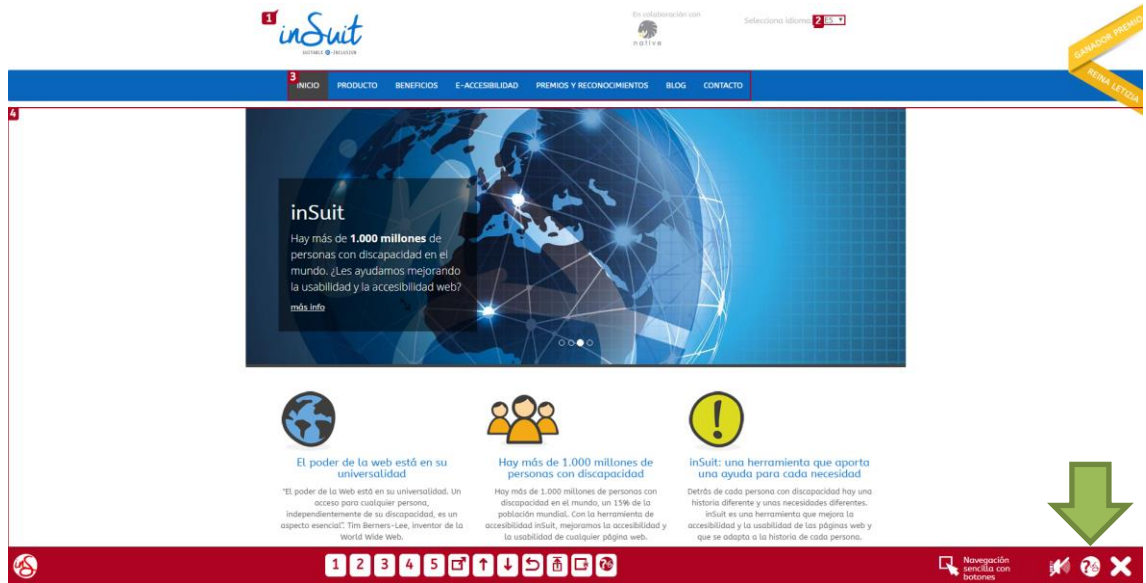 1
inSuit
SUITABLE INCLUSION
En colaboración con
native
Selecciona idioma
2
ES
GANADOR PREMIO
REINA LETIZIA
3
INICIO PRODUCTO BENEFICIOS E-ACCESIBILIDAD PREMIOS Y RECONOCIMIENTOS BLOG CONTACTO
4
inSuit
Hay más de 1.000 millones de
personas con discapacidad en el
mundo. ¿Les ayudamos mejorando
la usabilidad y la accesibilidad web?
más info
El poder de la web está en su
universalidad
"El poder de la Web está en su universalidad. Un
acceso para cualquier persona,
independientemente de su discapacidad, es un
aspecto esencial". Tim Berners-Lee, inventor de la
World Wide Web.
Hay más de 1.000 millones de
personas con discapacidad
Hay más de 1.000 millones de personas con
discapacidad en el mundo, un 15% de la
población mundial. Con la herramienta de
accesibilidad inSuit, mejoramos la accesibilidad y
la usabilidad de cualquier página web.
inSuit: una herramienta que aporta
una ayuda para cada necesidad
Detrás de cada persona con discapacidad hay una
historia diferente y unas necesidades diferentes.
inSuit es una herramienta que mejora la
accesibilidad y la usabilidad de las páginas web y
que se adapta a la historia de cada persona.
1 2 3 4 5
Navegación
sencilla con
botones